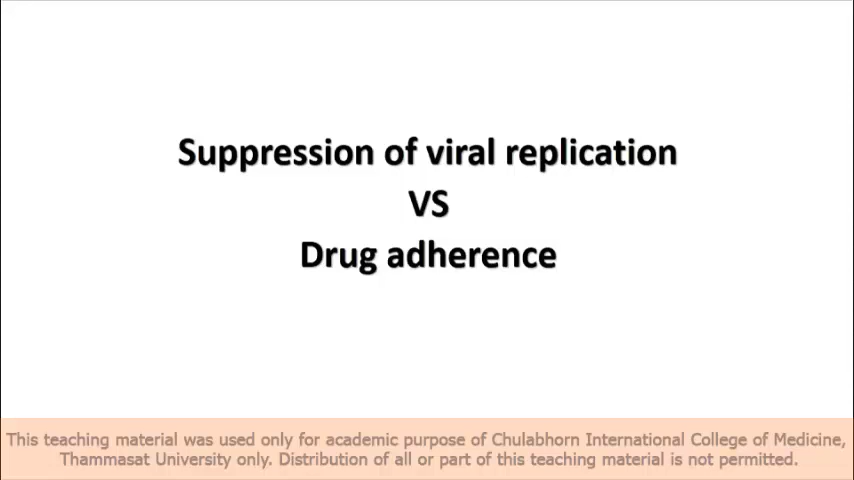 Suppression of viral replication
VS
Drug adherence
This teaching material was used only for academic purpose of Chulabhorn International College of Medicine,
Thammasat University only. Distribution of all or part of this teaching material is not permitted.